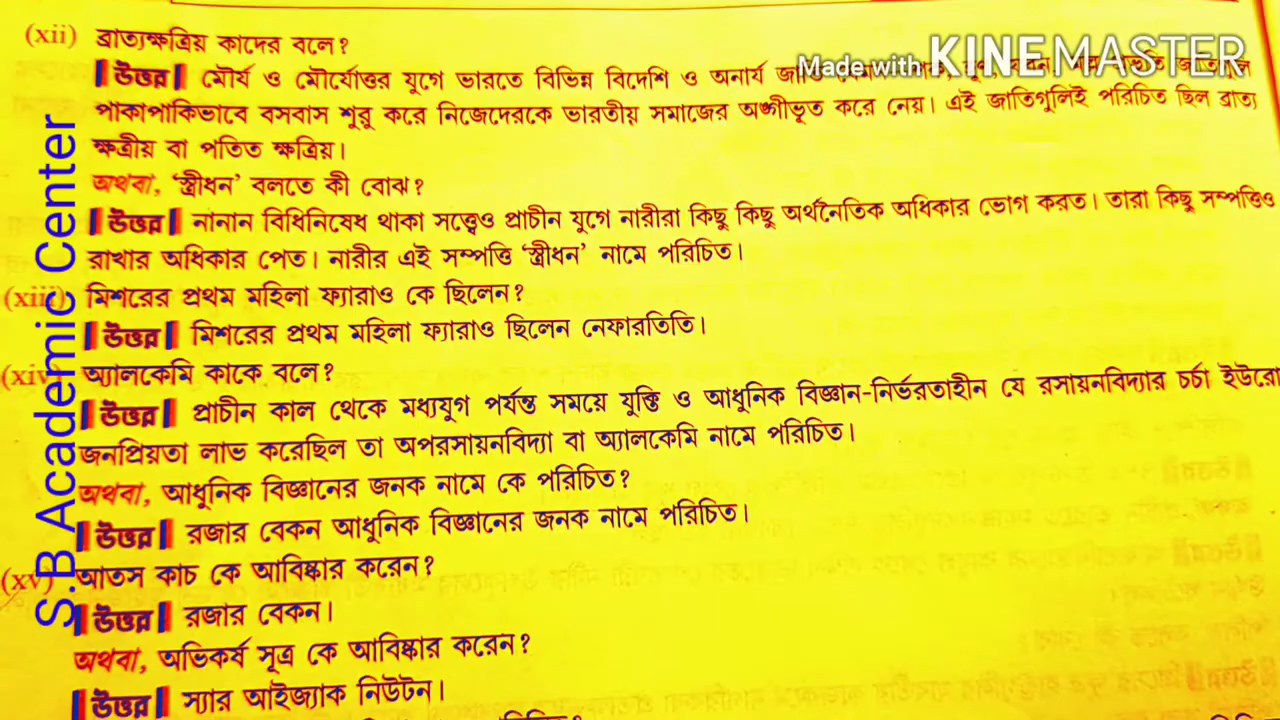 Made with KINEMASTER
S.B Academic Center
(xii) ব্রাত্যক্ষত্রিয় কাদের বলে?
উত্তর মৌর্য ও মৌর্যোত্তর যুগে ভারতে বিভিন্ন বিদেশি ও অনার্য জাতি
পাকাপাকিভাবে বসবাস শুরু করে নিজেদেরকে ভারতীয় সমাজের অঙ্গীভূত করে নেয়। এই জাতিগুলিই পরিচিত ছিল ব্রাত্য
ক্ষত্রীয় বা পতিত ক্ষত্রিয়।
অথবা, ‘স্ত্রীধন’ বলতে কী বোঝ?
উত্তর নানান বিধিনিষেধ থাকা সত্ত্বেও প্রাচীন যুগে নারীরা কিছু কিছু অর্থনৈতিক অধিকার ভোগ করত। তারা কিছু সম্পত্তিও
রাখার অধিকার পেত। নারীর এই সম্পত্তি ‘স্ত্রীধন’ নামে পরিচিত।
(xiii) মিশরের প্রথম মহিলা ফ্যারাও কে ছিলেন?
উত্তর মিশরের প্রথম মহিলা ফ্যারাও ছিলেন নেফারতিতি।
(xiv) অ্যালকেমি কাকে বলে?
উত্তর প্রাচীন কাল থেকে মধ্যযুগ পর্যন্ত সময়ে যুক্তি ও আধুনিক বিজ্ঞান-নির্ভরতাহীন যে রসায়নবিদ্যার চর্চা ইউরো
জনপ্রিয়তা লাভ করেছিল তা অপরসায়নবিদ্যা বা অ্যালকেমি নামে পরিচিত।
অথবা, আধুনিক বিজ্ঞানের জনক নামে কে পরিচিত?
উত্তর রজার বেকন আধুনিক বিজ্ঞানের জনক নামে পরিচিত।
(xv) আতস কাচ কে আবিষ্কার করেন?
উত্তর রজার বেকন।
অথবা, অভিকর্ষ সূত্র কে আবিষ্কার করেন?
উত্তর স্যার আইজ্যাক নিউটন।